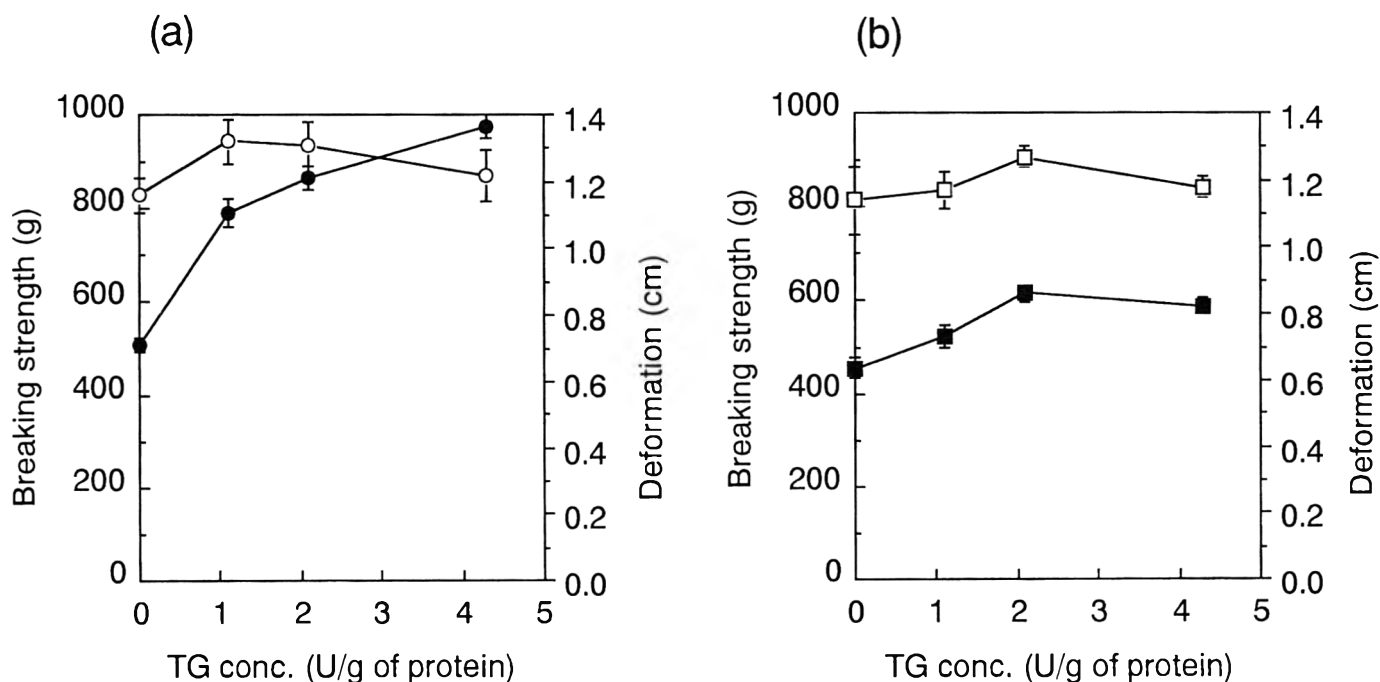 (a)
Breaking strength (g)
1000
800
600
400
200
0
0 1 2 3 4 5
TG conc. (U/g of protein)
1.4
1.2
1.0
0.8
0.6
0.4
0.2
0.0
Deformation (cm)
(b)
Breaking strength (g)
1000
800
600
400
200
0
0 1 2 3 4 5
TG conc. (U/g of protein)
1.4
1.2
1.0
0.8
0.6
0.4
0.2
0.0
Deformation (cm)